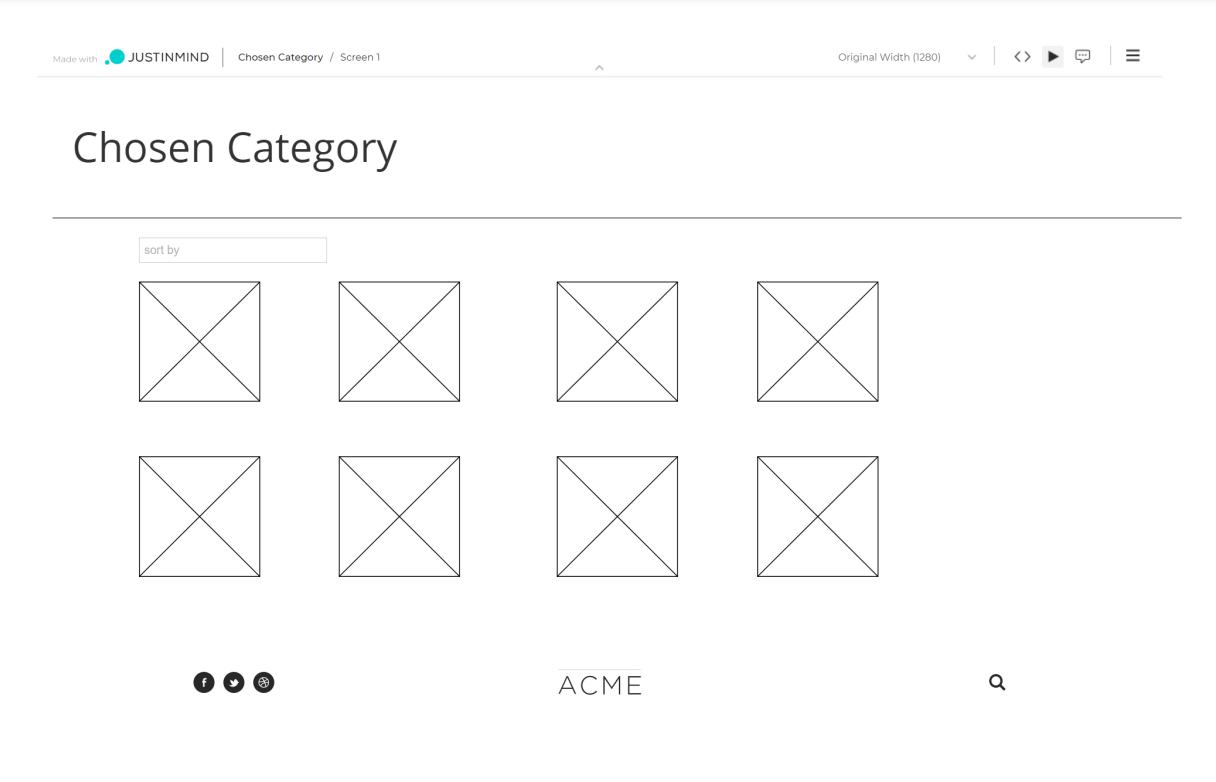 Made with JUSTINMIND Chosen Category / Screen 1 Original Width (1280)
Chosen Category
sort by
ACME